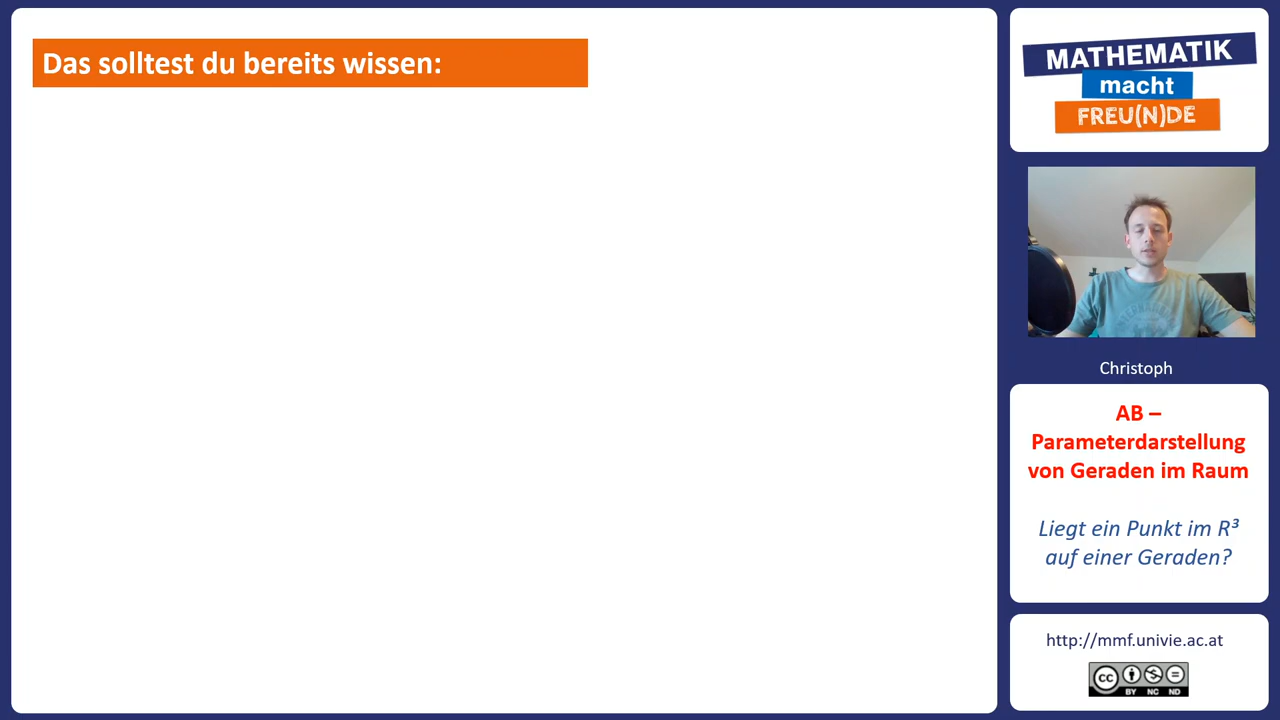 Das solltest du bereits wissen:
MATHEMATIK
macht
FREU(N)DE
Christoph
AB –
Parameterdarstellung
von Geraden im Raum
Liegt ein Punkt im R³
auf einer Geraden?
http://mmf.univie.ac.at
cc
BY NC ND